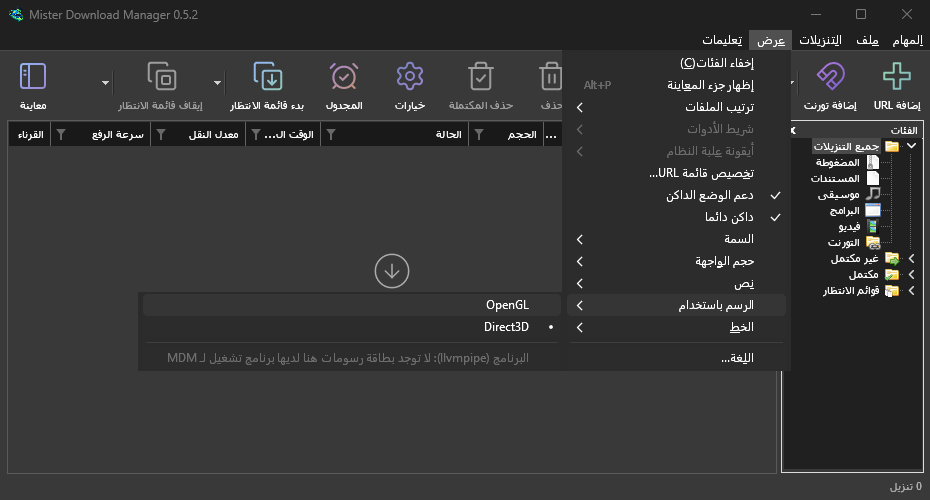 Mister Download Manager 0.5.2
المهام
ملف
التنزيلات
عرض
تعليمات
إضافة URL
إضافة تورنت
حذف
حذف المكتملة
خيارات
المجدول
بدء قائمة الانتظار
إيقاف قائمة الانتظار
معاينة
إخفاء الفئات(C)
إظهار جزء المعاينة Alt+P
ترتيب الملفات
شريط الأدوات
أيقونة علبة النظام
تخصيص قائمة URL...
دعم الوضع الداكن
داكن دائما
السمة
حجم الواجهة
نص
الرسم باستخدام
الخط
اللغة...
OpenGL
Direct3D
البرنامج (llvmpipe): لا توجد بطاقة رسومات هنا لديها برنامج تشغيل لـ MDM
...
الحجم
الحالة
الوقت ال...
معدل النقل
سرعة الرفع
القرناء
الفئات
جميع التنزيلات
المضغوطة
المستندات
موسيقى
البرامج
فيديو
التورنت
غير مكتمل
مكتمل
قوائم الانتظار
0 تنزيل